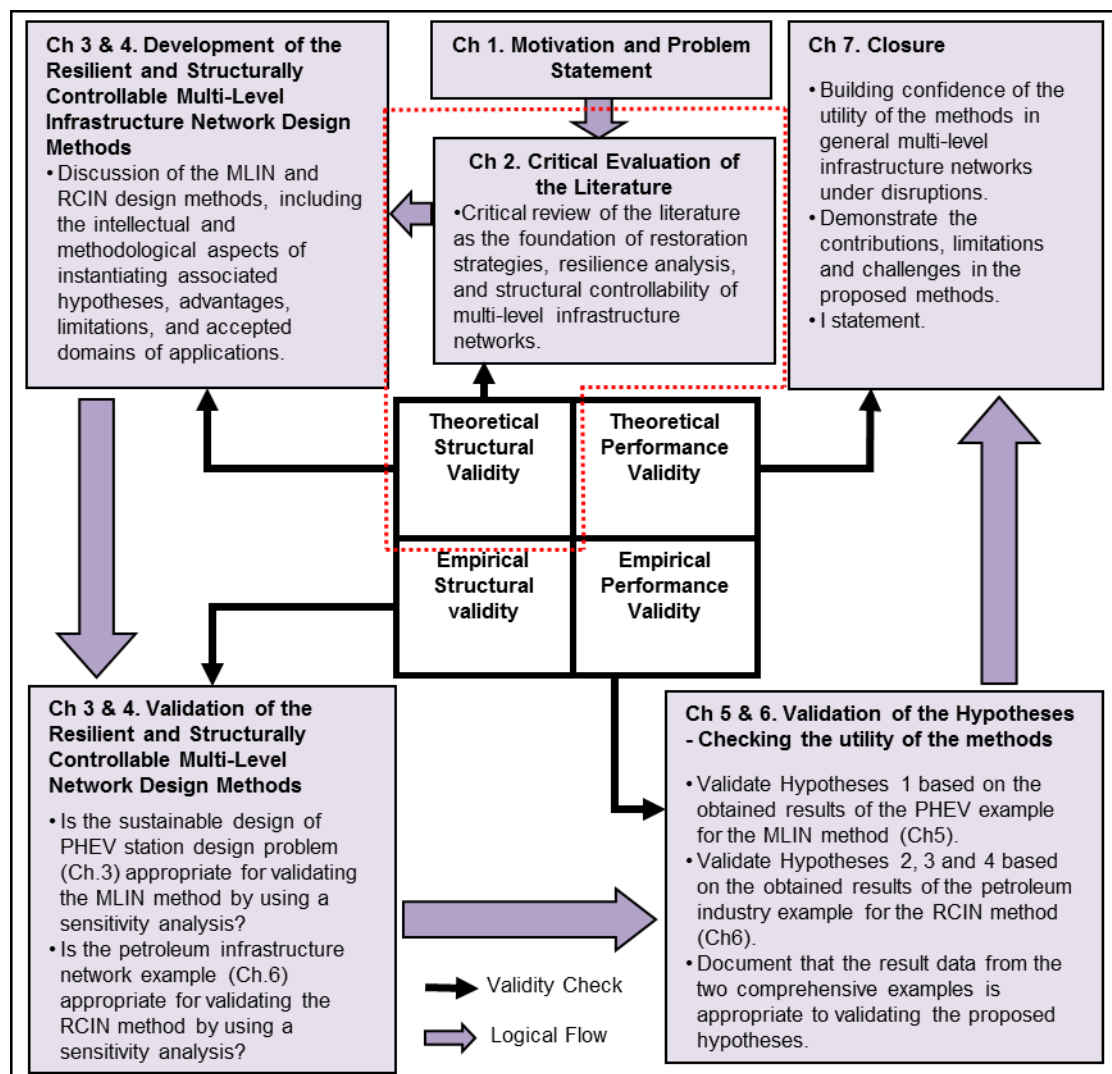 Ch 3 & 4. Development of the
Resilient and Structurally
Controllable Multi-Level
Infrastructure Network Design
Methods
• Discussion of the MLIN and
RCIN design methods, including
the intellectual and
methodological aspects of
instantiating associated
hypotheses, advantages,
limitations, and accepted
domains of applications.
Ch 1. Motivation and Problem
Statement
Ch 2. Critical Evaluation of
the Literature
•Critical review of the literature
as the foundation of restoration
strategies, resilience analysis,
and structural controllability of
multi-level infrastructure
networks.
Ch 7. Closure
• Building confidence of the
utility of the methods in
general multi-level
infrastructure networks
under disruptions.
• Demonstrate the
contributions, limitations
and challenges in the
proposed methods.
• I statement.
Theoretical
Structural
Validity
Theoretical
Performance
Validity
Empirical
Structural
validity
Empirical
Performance
Validity
Ch 3 & 4. Validation of the
Resilient and Structurally
Controllable Multi-Level
Network Design Methods
• Is the sustainable design of
PHEV station design problem
(Ch.3) appropriate for validating
the MLIN method by using a
sensitivity analysis?
• Is the petroleum infrastructure
network example (Ch.6)
appropriate for validating the
RCIN method by using a
sensitivity analysis?
Validity Check
Logical Flow
Ch 5 & 6. Validation of the Hypotheses
- Checking the utility of the methods
• Validate Hypotheses 1 based on the
obtained results of the PHEV example
for the MLIN method (Ch5).
• Validate Hypotheses 2, 3 and 4 based
on the obtained results of the petroleum
industry example for the RCIN method
(Ch6).
• Document that the result data from the
two comprehensive examples is
appropriate to validating the proposed
hypotheses.